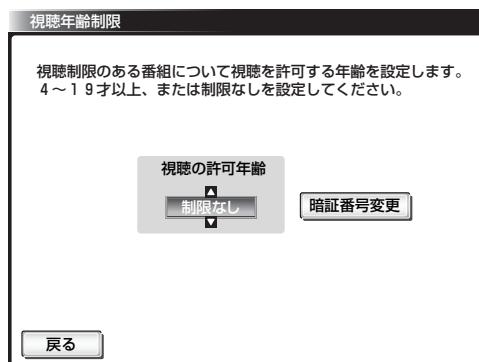 視聴年齢制限
視聴制限のある番組について視聴を許可する年齢を設定します。
４～１９才以上、または制限なしを設定してください。
視聴の許可年齢
制限なし
暗証番号変更
戻る